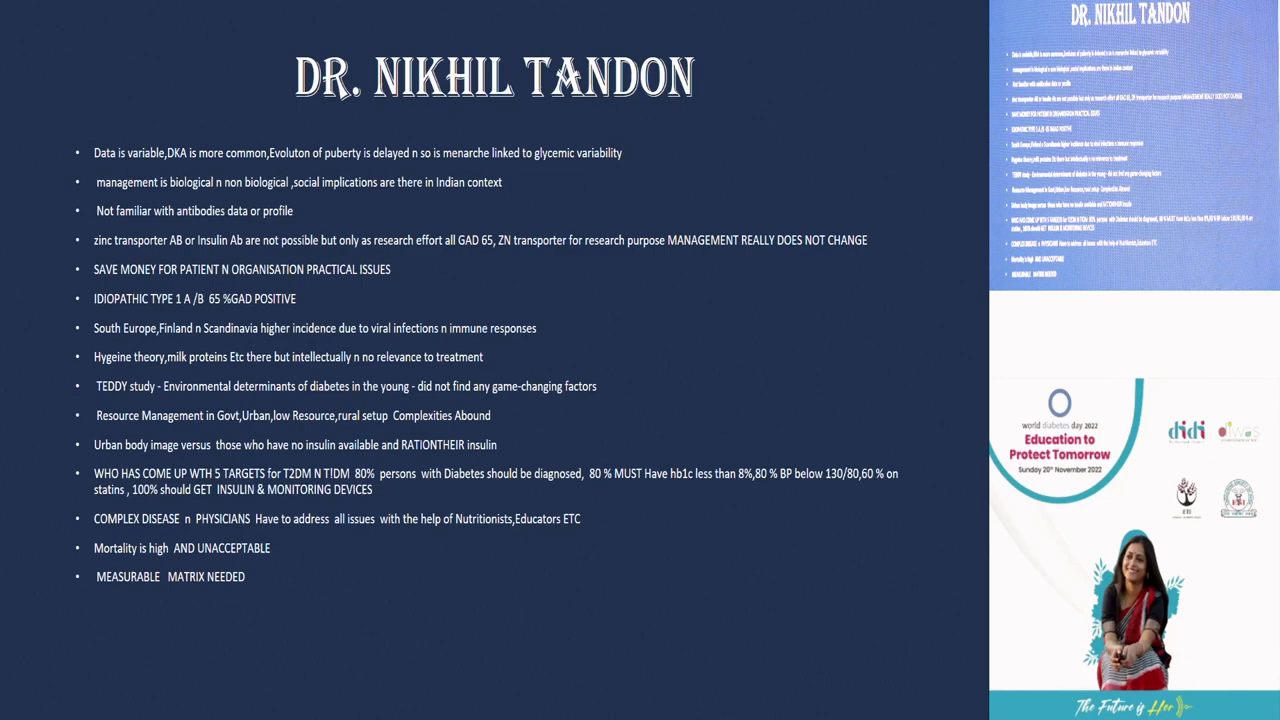 DR. NIKHIL TANDON
Data is variable,DKA is more common,Evoluton of puberty is delayed n so is menarche linked to glycemic variability
management is biological n non biological ,social implications are there in Indian context
Not familiar with antibodies data or profile
zinc transporter AB or Insulin Ab are not possible but only as research effort all GAD 65, ZN transporter for research purpose MANAGEMENT REALLY DOES NOT CHANGE
SAVE MONEY FOR PATIENT N ORGANISATION PRACTICAL ISSUES
IDIOPATHIC TYPE 1 A /B 65 %GAD POSITIVE
South Europe,Finland n Scandinavia higher incidence due to viral infections n immune responses
Hygeine theory,milk proteins Etc there but intellectually n no relevance to treatment
TEDDY study - Environmental determinants of diabetes in the young - did not find any game-changing factors
Resource Management in Govt,Urban,low Resource,rural setup Complexities Abound
Urban body image versus those who have no insulin available and RATIONTHEIR insulin
WHO HAS COME UP WTH 5 TARGETS for T2DM N T!DM 80% persons with Diabetes should be diagnosed, 80 % MUST Have hb1c less than 8%,80 % BP below 130/80,60 % on
statins , 100% should GET INSULIN & MONITORING DEVICES
COMPLEX DISEASE n PHYSICIANS Have to address all issues with the help of Nutritionists,Educators ETC
Mortality is high AND UNACCEPTABLE
MEASURABLE MATRIX NEEDED
DR. NIKHIL TANDON
world diabetes day 2022
Education to
Protect Tomorrow
Sunday 20th November 2022
didi
The Future is Her